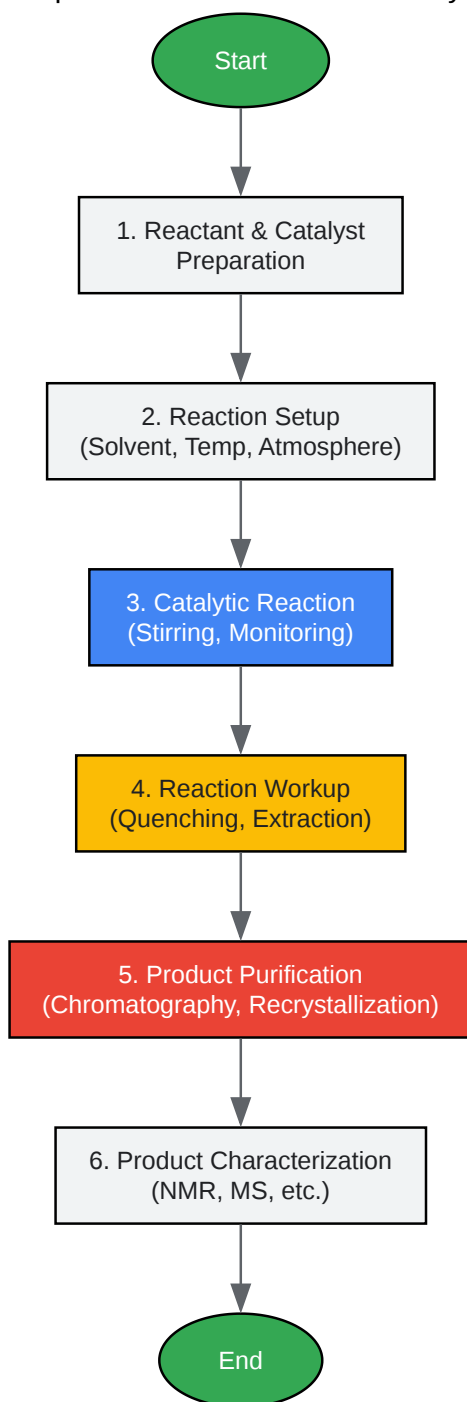 Start
1. Reactant & Catalyst
Preparation
2. Reaction Setup
(Solvent, Temp, Atmosphere)
3. Catalytic Reaction
(Stirring, Monitoring)
4. Reaction Workup
(Quenching, Extraction)
5. Product Purification
(Chromatography, Recrystallization)
6. Product Characterization
(NMR, MS, etc.)
End